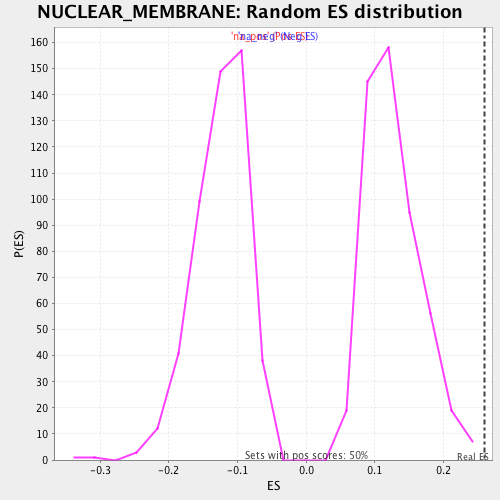 NUCLEAR_MEMBRANE: Random ES distribution
P(ES)
160
150
140
130
120
110
100
90
80
70
60
50
40
30
20
10
0
Sets with pos scores: 50%
Real ES
-0.3 -0.2 -0.1 0.0 0.1 0.2
ES